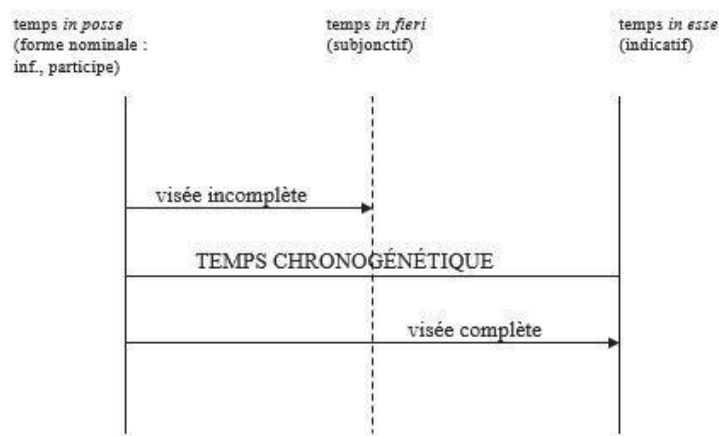 temps in posse
(forme nominale :
inf., participe)
temps in fieri
(subjonctif)
temps in esse
(indicatif)
visée incomplète
TEMPS CHRONOGÉNÉTIQUE
visée complète